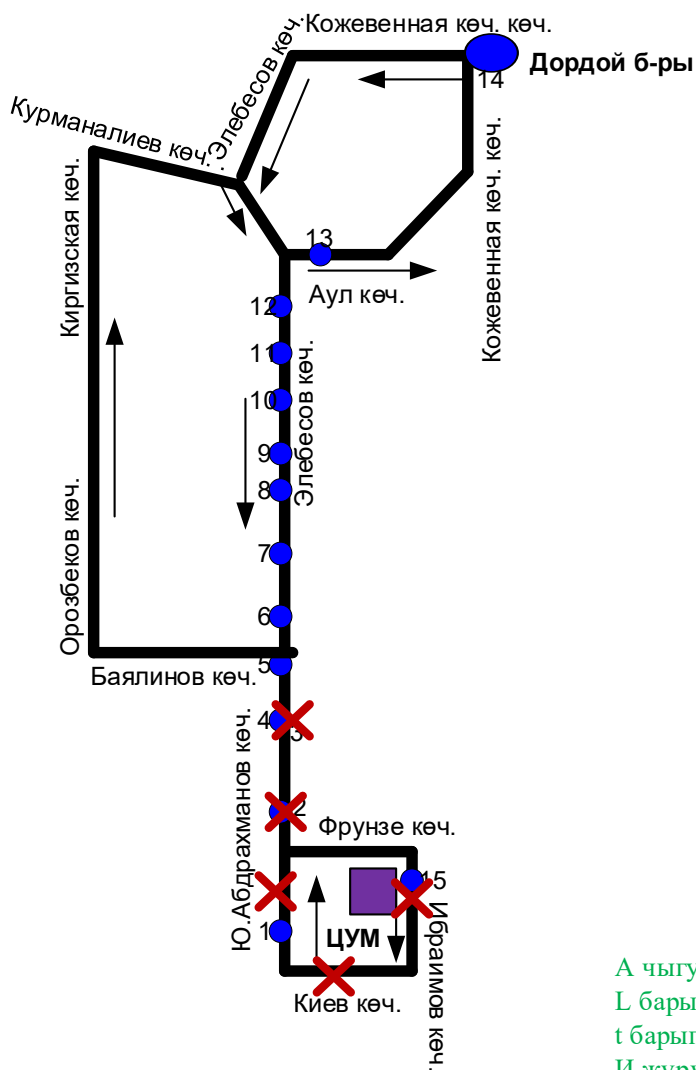 Кожевенная көч. көч.
Элебесов көч.
Дордой б-ры
14
Курманалиев көч.
Киргизская көч.
Кожевенная көч. көч.
13
Аул көч.
12
11
Элебесов көч.
10
9
8
Орозбеков көч.
7
6
5
Баялинов көч.
4
3
Ю.Абдрахманов көч.
2
Фрунзе көч.
15
1
ЦУМ
Ибраимов көч.
Киев көч.
А чыгу
L бары
t барып